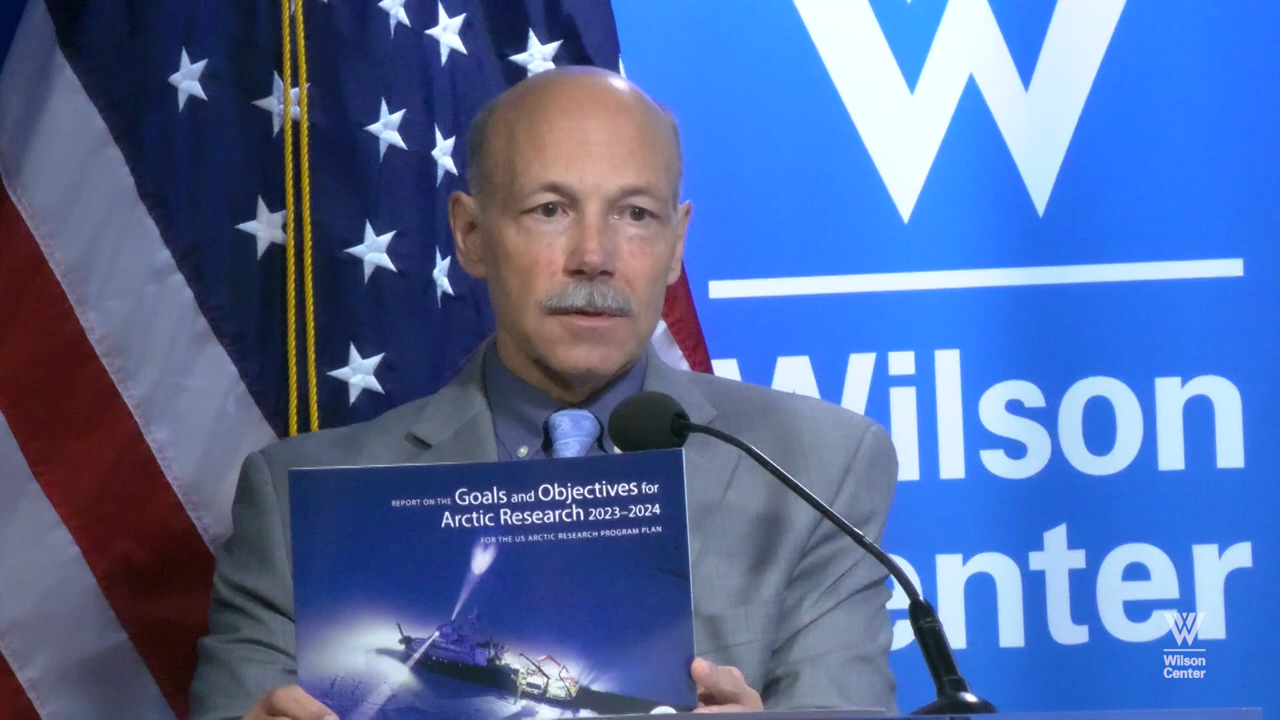 W
Wilson
Center
REPORT ON THE Goals and Objectives for
Arctic Research 2023–2024
FOR THE US ARCTIC RESEARCH PROGRAM PLAN
W
Wilson
Center